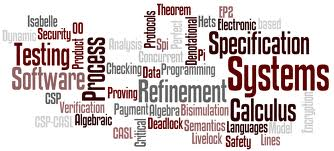 Isabelle
Dynamic
Security
OO
Product
Testing
Software
Process
CSP
CSP-CASL
Verification
Algebraic
Analysis
Checking
Proving
CASL
Protocols
Theorem
Spi
Concurrency
Data
Refinement
Payment
Critical
Perfect
Denotational
Programming
Algebra
Deadlock
Hets
Pi
Bisimulation
Semantics
Livelock
EP2
Electronic
based
Specification
Systems
Calculus
Languages
Model
Safety
Lines
Encryption